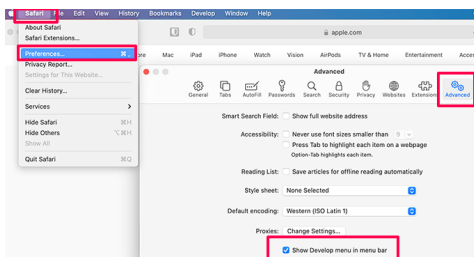 Safari File Edit View History Bookmarks Develop Window Help
About Safari
Safari Extensions...
Preferences... ⌘,
Privacy Report...
Settings for This Website...
Clear History...
Services
Hide Safari ⌘H
Hide Others ⌥⌘H
Show All
Quit Safari ⌘Q
apple.com
Mac iPad iPhone Watch Vision AirPods TV & Home Entertainment
Advanced
General Tabs AutoFill Passwords Search Security Privacy Websites Extensions Advanced
Smart Search Field: Show full website address
Accessibility: Never use font sizes smaller than 9
Press Tab to highlight each item on a webpage
Option-Tab highlights each item.
Reading List: Save articles for offline reading automatically
Style sheet: None Selected
Default encoding: Western (ISO Latin 1)
Proxies: Change Settings...
Show Develop menu in menu bar